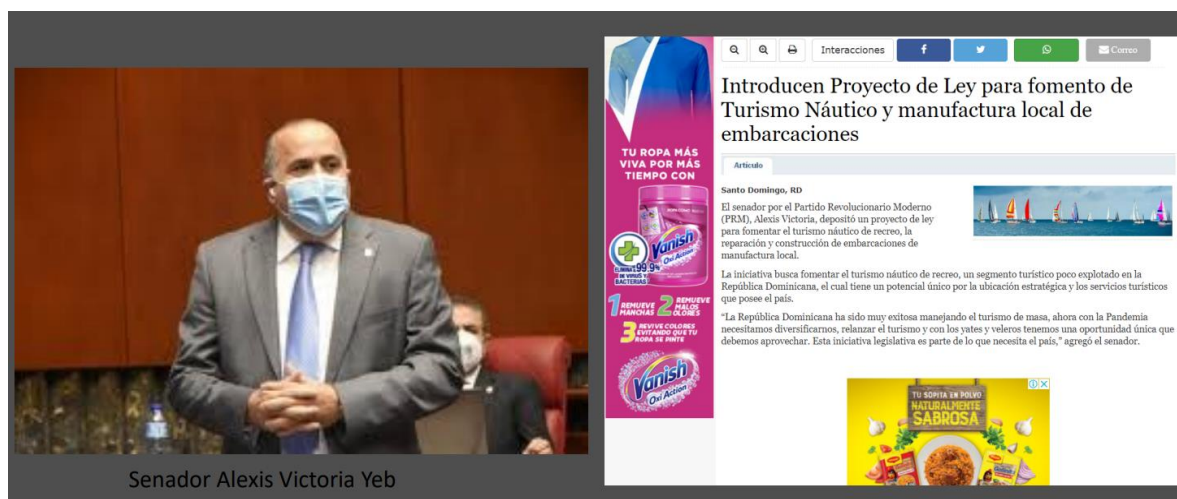 Senador Alexis Victoria Yeb
Interacciones
Correo
Introducen Proyecto de Ley para fomento de
Turismo Náutico y manufactura local de
embarcaciones
Artículo
Santo Domingo, RD
El senador por el Partido Revolucionario Moderno
(PRM), Alexis Victoria, depositó un proyecto de ley
para fomentar el turismo náutico de recreo, la
reparación y construcción de embarcaciones de
manufactura local.
La iniciativa busca fomentar el turismo náutico de recreo, un segmento turístico poco explotado en la
República Dominicana, el cual tiene un potencial único por la ubicación estratégica y los servicios turísticos
que posee el país.
“La República Dominicana ha sido muy exitosa manejando el turismo de masa, ahora con la Pandemia
necesitamos diversificarnos, relanzar el turismo y con los yates y veleros tenemos una oportunidad única que
debemos aprovechar. Esta iniciativa legislativa es parte de lo que necesita el país,” agregó el senador.
TU ROPA MÁS
VIVA POR MÁS
TIEMPO CON
Vanish
Oxi Action
ELIMINA 99.9%
DE VIRUS Y
BACTERIAS
1 REMUEVE
MANCHAS
2 REMUEVE
MALOS
OLORES
3 REVIVE COLORES
EVITANDO QUE TU
ROPA SE PINTE
Vanish
Oxi Action
TU SOPITA EN POLVO
NATURALMENTE
SABROSA
MAGGI